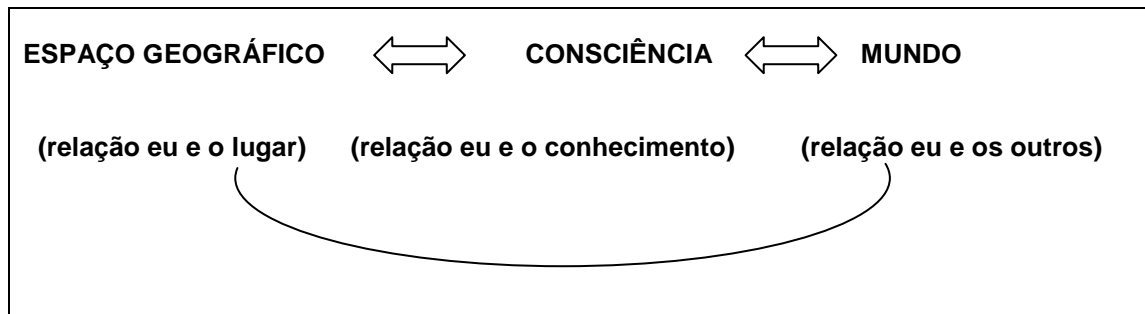 ESPAÇO GEOGRÁFICO CONSCIÊNCIA MUNDO
(relação eu e o lugar) (relação eu e o conhecimento) (relação eu e os outros)